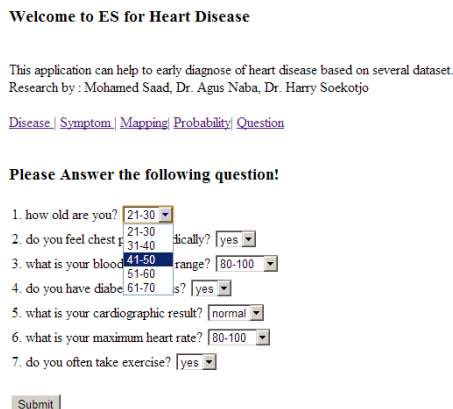 Welcome to ES for Heart Disease
This application can help to early diagnose of heart disease based on several dataset.
Research by : Mohamed Saad, Dr. Agus Naba, Dr. Harry Soekotjo
Disease | Symptom | Mapping| Probability| Question
Please Answer the following question!
1. how old are you? 21-30
21-30
31-40
41-50
51-60
61-70
2. do you feel chest dically? yes
3. what is your blood range? 80-100
4. do you have diabe s? yes
5. what is your cardiographic result? normal
6. what is your maximum heart rate? 80-100
7. do you often take exercise? yes
Submit